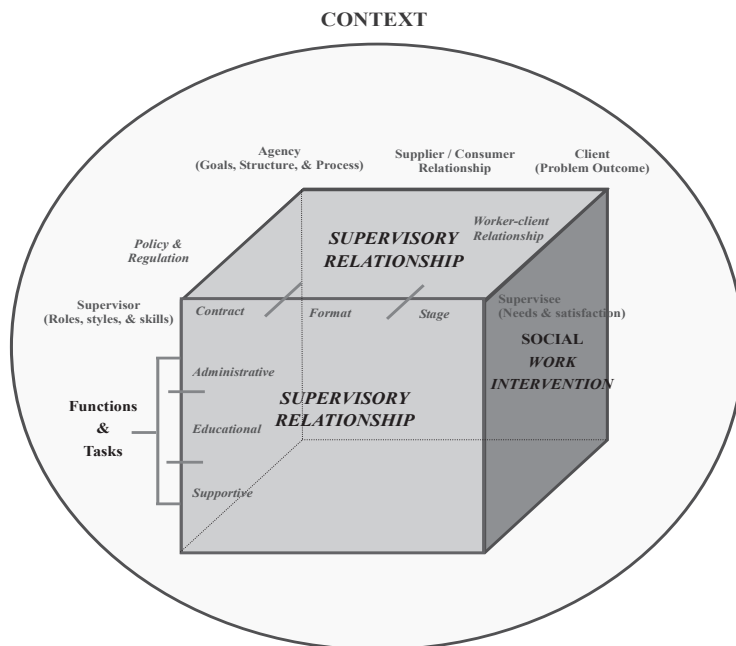 CONTEXT
Agency
(Goals, Structure, & Process)
Supplier / Consumer
Relationship
Client
(Problem Outcome)
Policy &
Regulation
SUPERVISORY
RELATIONSHIP
Worker-client
Relationship
Supervisor
(Roles, styles, & skills)
Contract
Format
Stage
Supervisee
(Needs & satisfaction)
SOCIAL
WORK
INTERVENTION
Functions
&
Tasks
Administrative
Educational
Supportive
SUPERVISORY
RELATIONSHIP